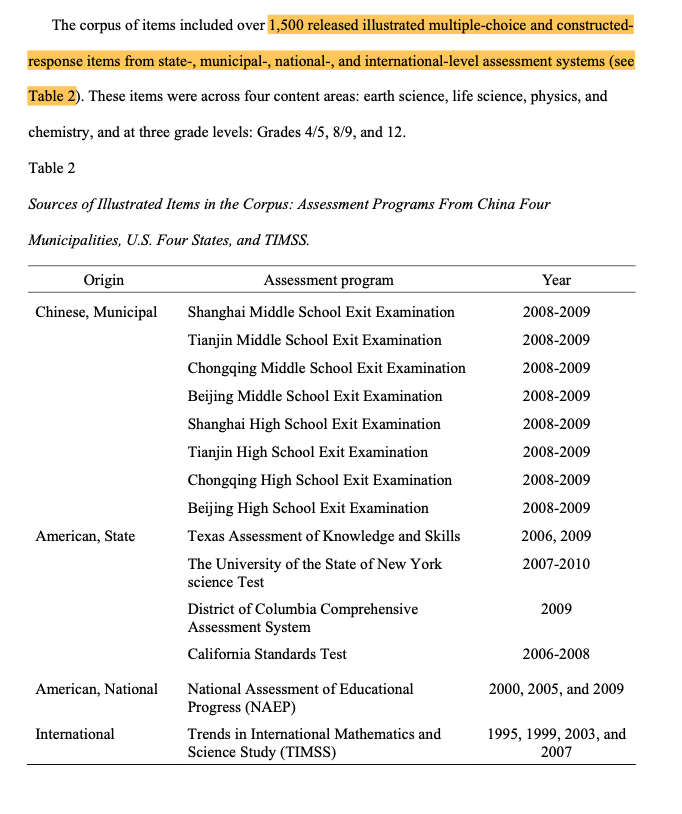 The corpus of items included over 1,500 released illustrated multiple-choice and constructed-
response items from state-, municipal-, national-, and international-level assessment systems (see
Table 2). These items were across four content areas: earth science, life science, physics, and
chemistry, and at three grade levels: Grades 4/5, 8/9, and 12.
Table 2
Sources of Illustrated Items in the Corpus: Assessment Programs From China Four
Municipalities, U.S. Four States, and TIMSS.
Origin Assessment program Year
Chinese, Municipal Shanghai Middle School Exit Examination 2008-2009
Tianjin Middle School Exit Examination 2008-2009
Chongqing Middle School Exit Examination 2008-2009
Beijing Middle School Exit Examination 2008-2009
Shanghai High School Exit Examination 2008-2009
Tianjin High School Exit Examination 2008-2009
Chongqing High School Exit Examination 2008-2009
Beijing High School Exit Examination 2008-2009
American, State Texas Assessment of Knowledge and Skills 2006, 2009
The University of the State of New York 2007-2010
science Test
District of Columbia Comprehensive 2009
Assessment System
California Standards Test 2006-2008
American, National National Assessment of Educational 2000, 2005, and 2009
Progress (NAEP)
International Trends in International Mathematics and 1995, 1999, 2003, and
Science Study (TIMSS) 2007